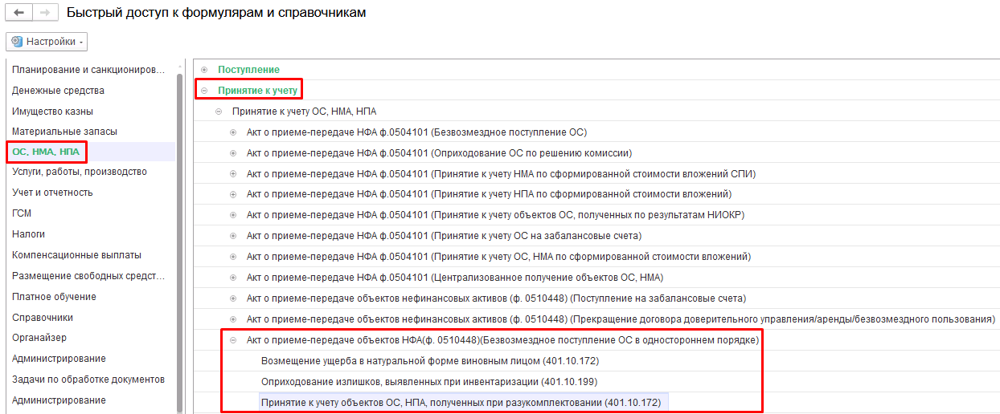 Быстрый доступ к формулярам и справочникам
Настройки
Планирование и санкциониров...
Денежные средства
Имущество казны
Материальные запасы
ОС, НМА, НПА
Услуги, работы, производство
Учет и отчетность
ГСМ
Налоги
Компенсационные выплаты
Размещение свободных средст...
Платное обучение
Справочники
Органайзер
Администрирование
Задачи по обработке документов
Администрирование
Поступление
Принятие к учету
Принятие к учету ОС, НМА, НПА
Акт о приеме-передаче НФА ф.0504101 (Безвозмездное поступление ОС)
Акт о приеме-передаче НФА ф.0504101 (Оприходование ОС по решению комиссии)
Акт о приеме-передаче НФА ф.0504101 (Принятие к учету НМА по сформированной стоимости вложений СПИ)
Акт о приеме-передаче НФА ф.0504101 (Принятие к учету НПА по сформированной стоимости вложений)
Акт о приеме-передаче НФА ф.0504101 (Принятие к учету объектов ОС, полученных по результатам НИОКР)
Акт о приеме-передаче НФА ф.0504101 (Принятие к учету ОС на забалансовые счета)
Акт о приеме-передаче НФА ф.0504101 (Принятие к учету ОС, НМА по сформированной стоимости вложений)
Акт о приеме-передаче НФА ф.0504101 (Централизованное получение объектов ОС, НМА)
Акт о приеме-передаче объектов нефинансовых активов (ф. 0510448) (Поступление на забалансовые счета)
Акт о приеме-передаче объектов нефинансовых активов (ф. 0510448) (Прекращение договора доверительного управления/аренды/безвозмездного пользования)
Акт о приеме-передаче объектов НФА(ф. 0510448)(Безвозмездное поступление ОС в одностороннем порядке)
Возмещение ущерба в натуральной форме виновным лицом (401.10.172)
Оприходование излишков, выявленных при инвентаризации (401.10.199)
Принятие к учету объектов ОС, НПА, полученных при разукомплектовании (401.10.172)